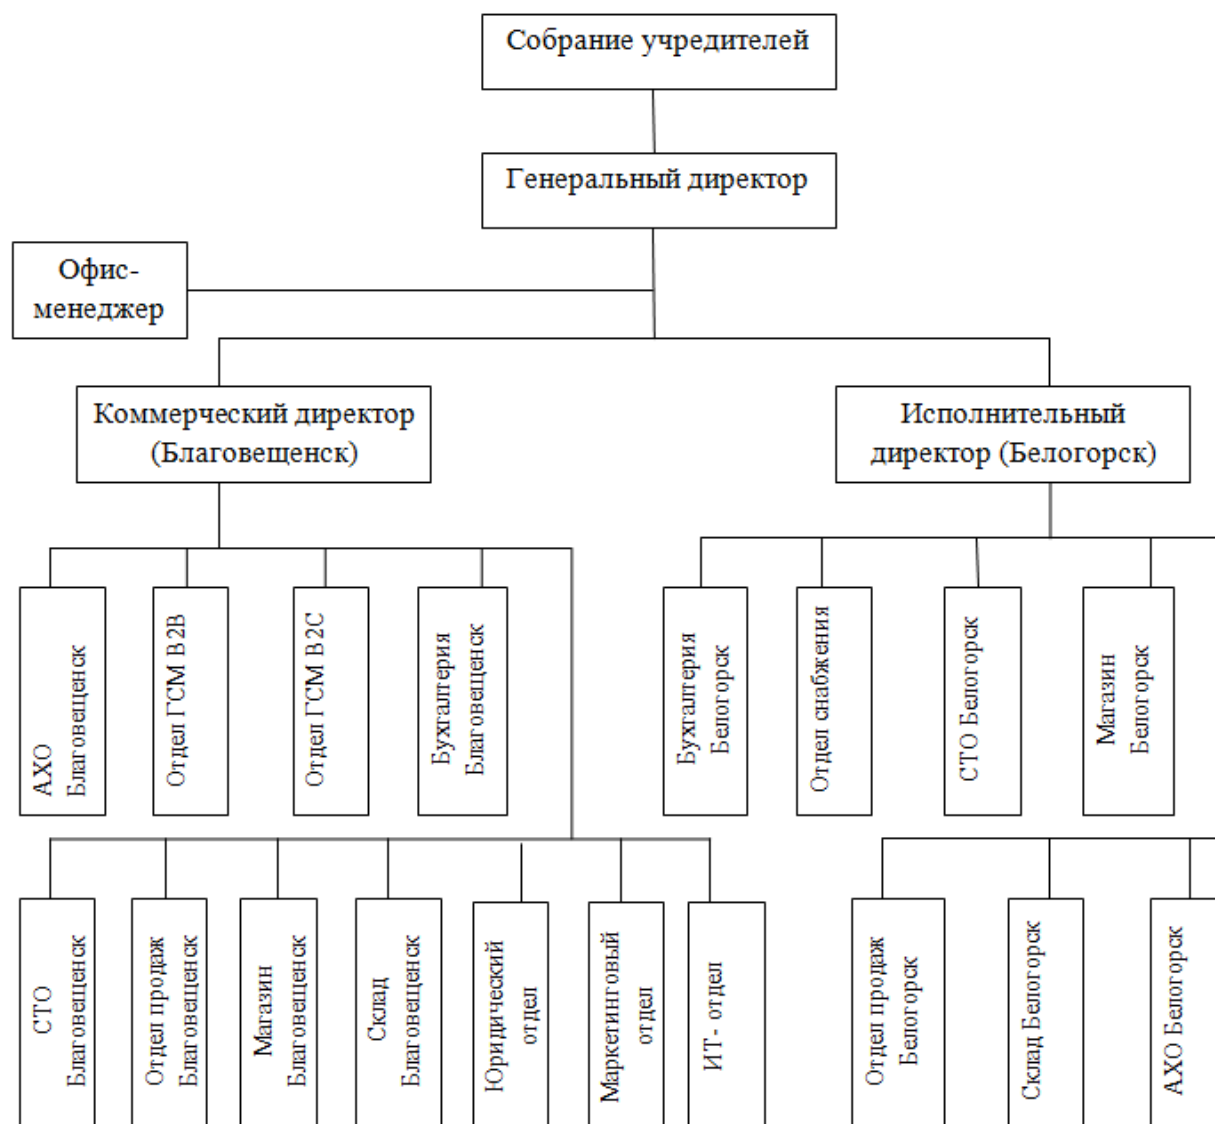 Собрание учредителей
Генеральный директор
Офис-
менеджер
Коммерческий директор
(Благовещенск)
Исполнительный
директор (Белогорск)
АХО
Благовещенск
Отдел ГСМ B2B
Отдел ГСМ B2C
Бухгалтерия
Благовещенск
Бухгалтерия
Белогорск
Отдел снабжения
СТО Белогорск
Магазин
Белогорск
СТО
Благовещенск
Отдел продаж
Благовещенск
Магазин
Благовещенск
Склад
Благовещенск
Юридический
отдел
Маркетинговый
отдел
ИТ- отдел
Отдел продаж
Белогорск
Склад Белогорск
АХО Белогорск